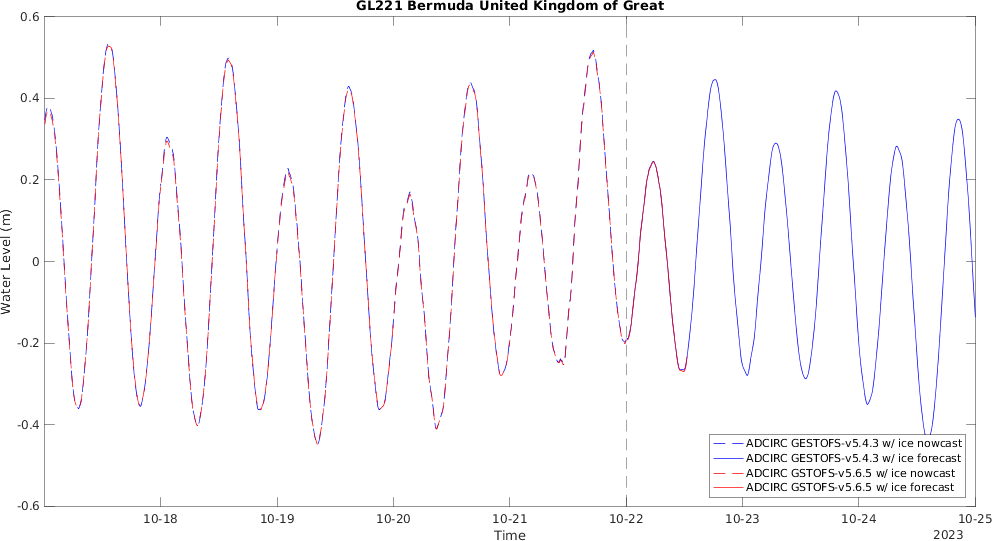 GL221 Bermuda United Kingdom of Great
0.6
0.4
0.2
0
-0.2
-0.4
-0.6
Water Level (m)
ADCIRC GESTOFS-v5.4.3 w/ ice nowcast
ADCIRC GESTOFS-v5.4.3 w/ ice forecast
ADCIRC GSTOFS-v5.6.5 w/ ice nowcast
ADCIRC GSTOFS-v5.6.5 w/ ice forecast
10-18 10-19 10-20 10-21 10-22 10-23 10-24 10-25
Time
2023